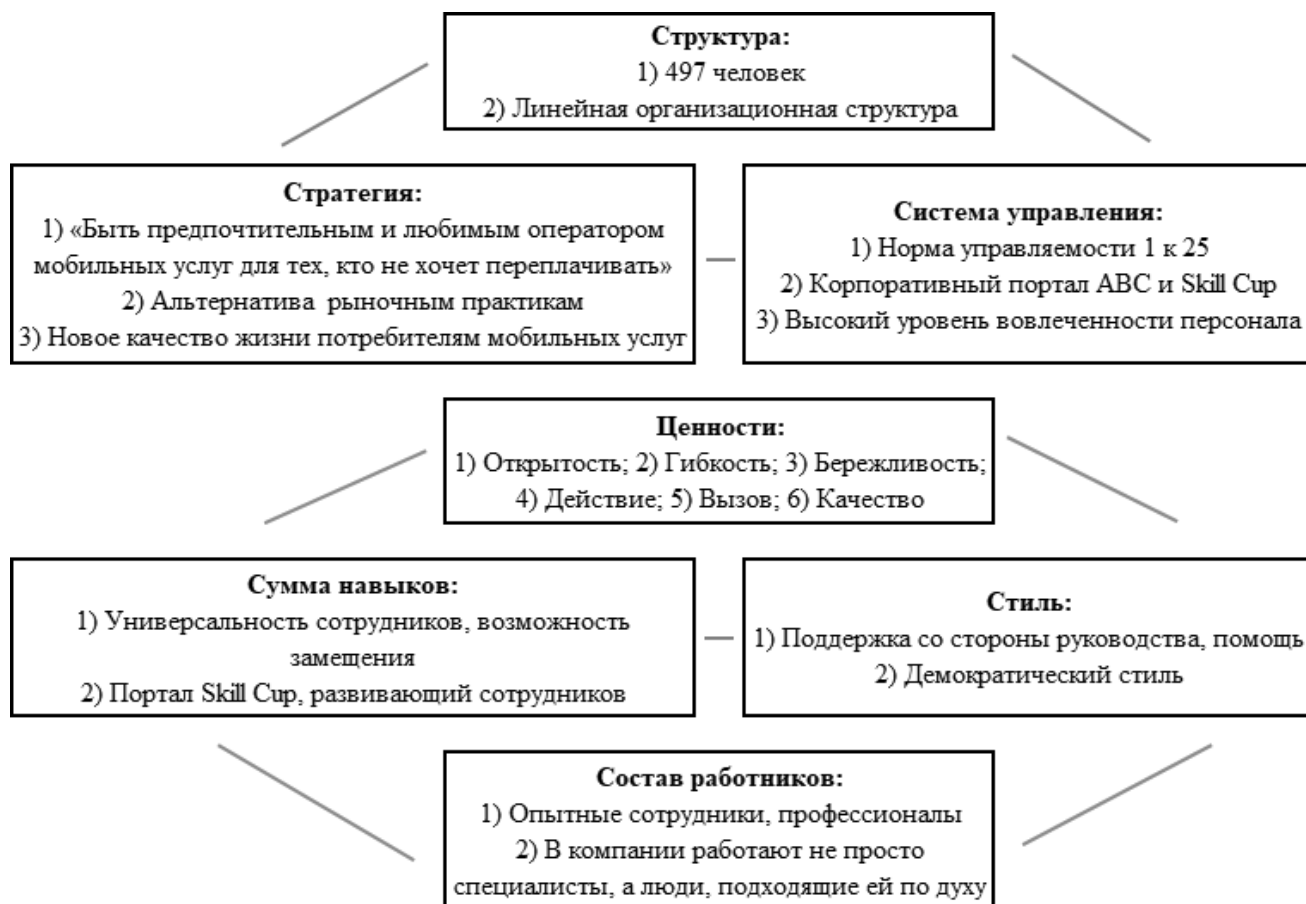 Структура:
1) 497 человек
2) Линейная организационная структура
Стратегия:
1) «Быть предпочтительным и любимым оператором
мобильных услуг для тех, кто не хочет переплачивать»
2) Альтернатива рыночным практикам
3) Новое качество жизни потребителям мобильных услуг
Система управления:
1) Норма управляемости 1 к 25
2) Корпоративный портал ABC и Skill Cup
3) Высокий уровень вовлеченности персонала
Ценности:
1) Открытость; 2) Гибкость; 3) Бережливость;
4) Действие; 5) Вызов; 6) Качество
Сумма навыков:
1) Универсальность сотрудников, возможность
замещения
2) Портал Skill Cup, развивающий сотрудников
Стиль:
1) Поддержка со стороны руководства, помощь
2) Демократический стиль
Состав работников:
1) Опытные сотрудники, профессионалы
2) В компании работают не просто
специалисты, а люди, подходящие ей по духу